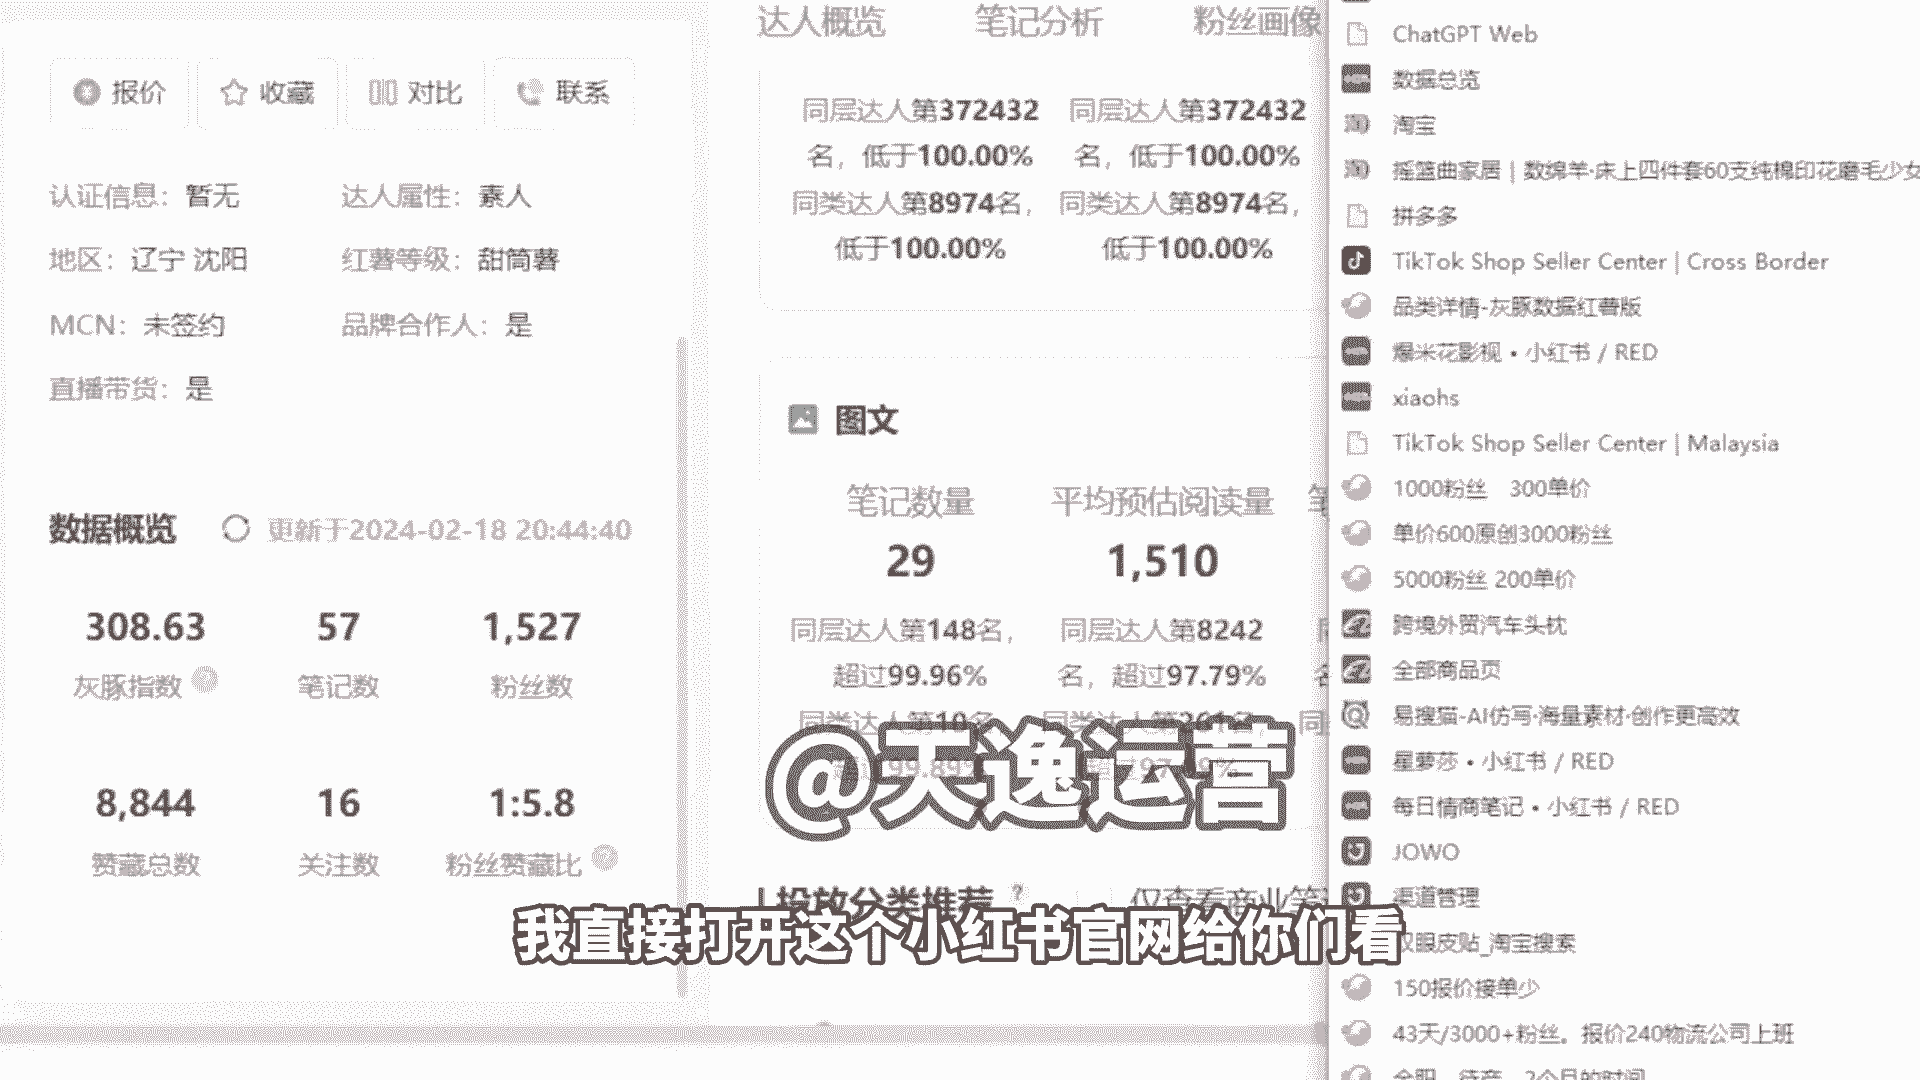 报价 收藏 对比 联系
认证信息：暂无 达人属性：素人
地区：辽宁 沈阳 红薯等级：甜筒薯
MCN：未签约 品牌合作人：是
直播带货：是
数据概览 更新于2024-02-18 20:44:40
308.63 57 1,527
灰豚指数 笔记数 粉丝数
8,844 16 1:5.8
赞藏总数 关注数 粉丝赞藏比
达人概览 笔记分析 粉丝画像
同层达人第372432 同层达人第372432
名，低于100.00% 名，低于100.00%
同类达人第8974名， 同类达人第8974名，
低于100.00% 低于100.00%
图文
笔记数量 平均预估阅读量
29 1,510
同层达人第148名， 同层达人第8242
超过99.96% 名，超过97.79%
同类达人第10名 同类达人第261名，
@天逸运营
投放分类推荐 仅查看商业笔
我直接打开这个小红书官网给你们看
ChatGPT Web
数据总览
淘宝
摇篮曲家居｜数绵羊·床上四件套60支纯棉印花磨毛少女
拼多多
TikTok Shop Seller Center | Cross Border
品类详情-灰豚数据红薯版
爆米花影视 • 小红书 / RED
xiaohs
TikTok Shop Seller Center | Malaysia
1000粉丝 300单价
单价600原创3000粉丝
5000粉丝 200单价
跨境外贸汽车头枕
全部商品页
易搜猫-AI仿写·海量素材·创作更高效
星萝莎 • 小红书 / RED
每日情商笔记 • 小红书 / RED
JOWO
渠道管理
双眼皮贴_淘宝搜索
150报价接单少
43天/3000+粉丝。报价240物流公司上班